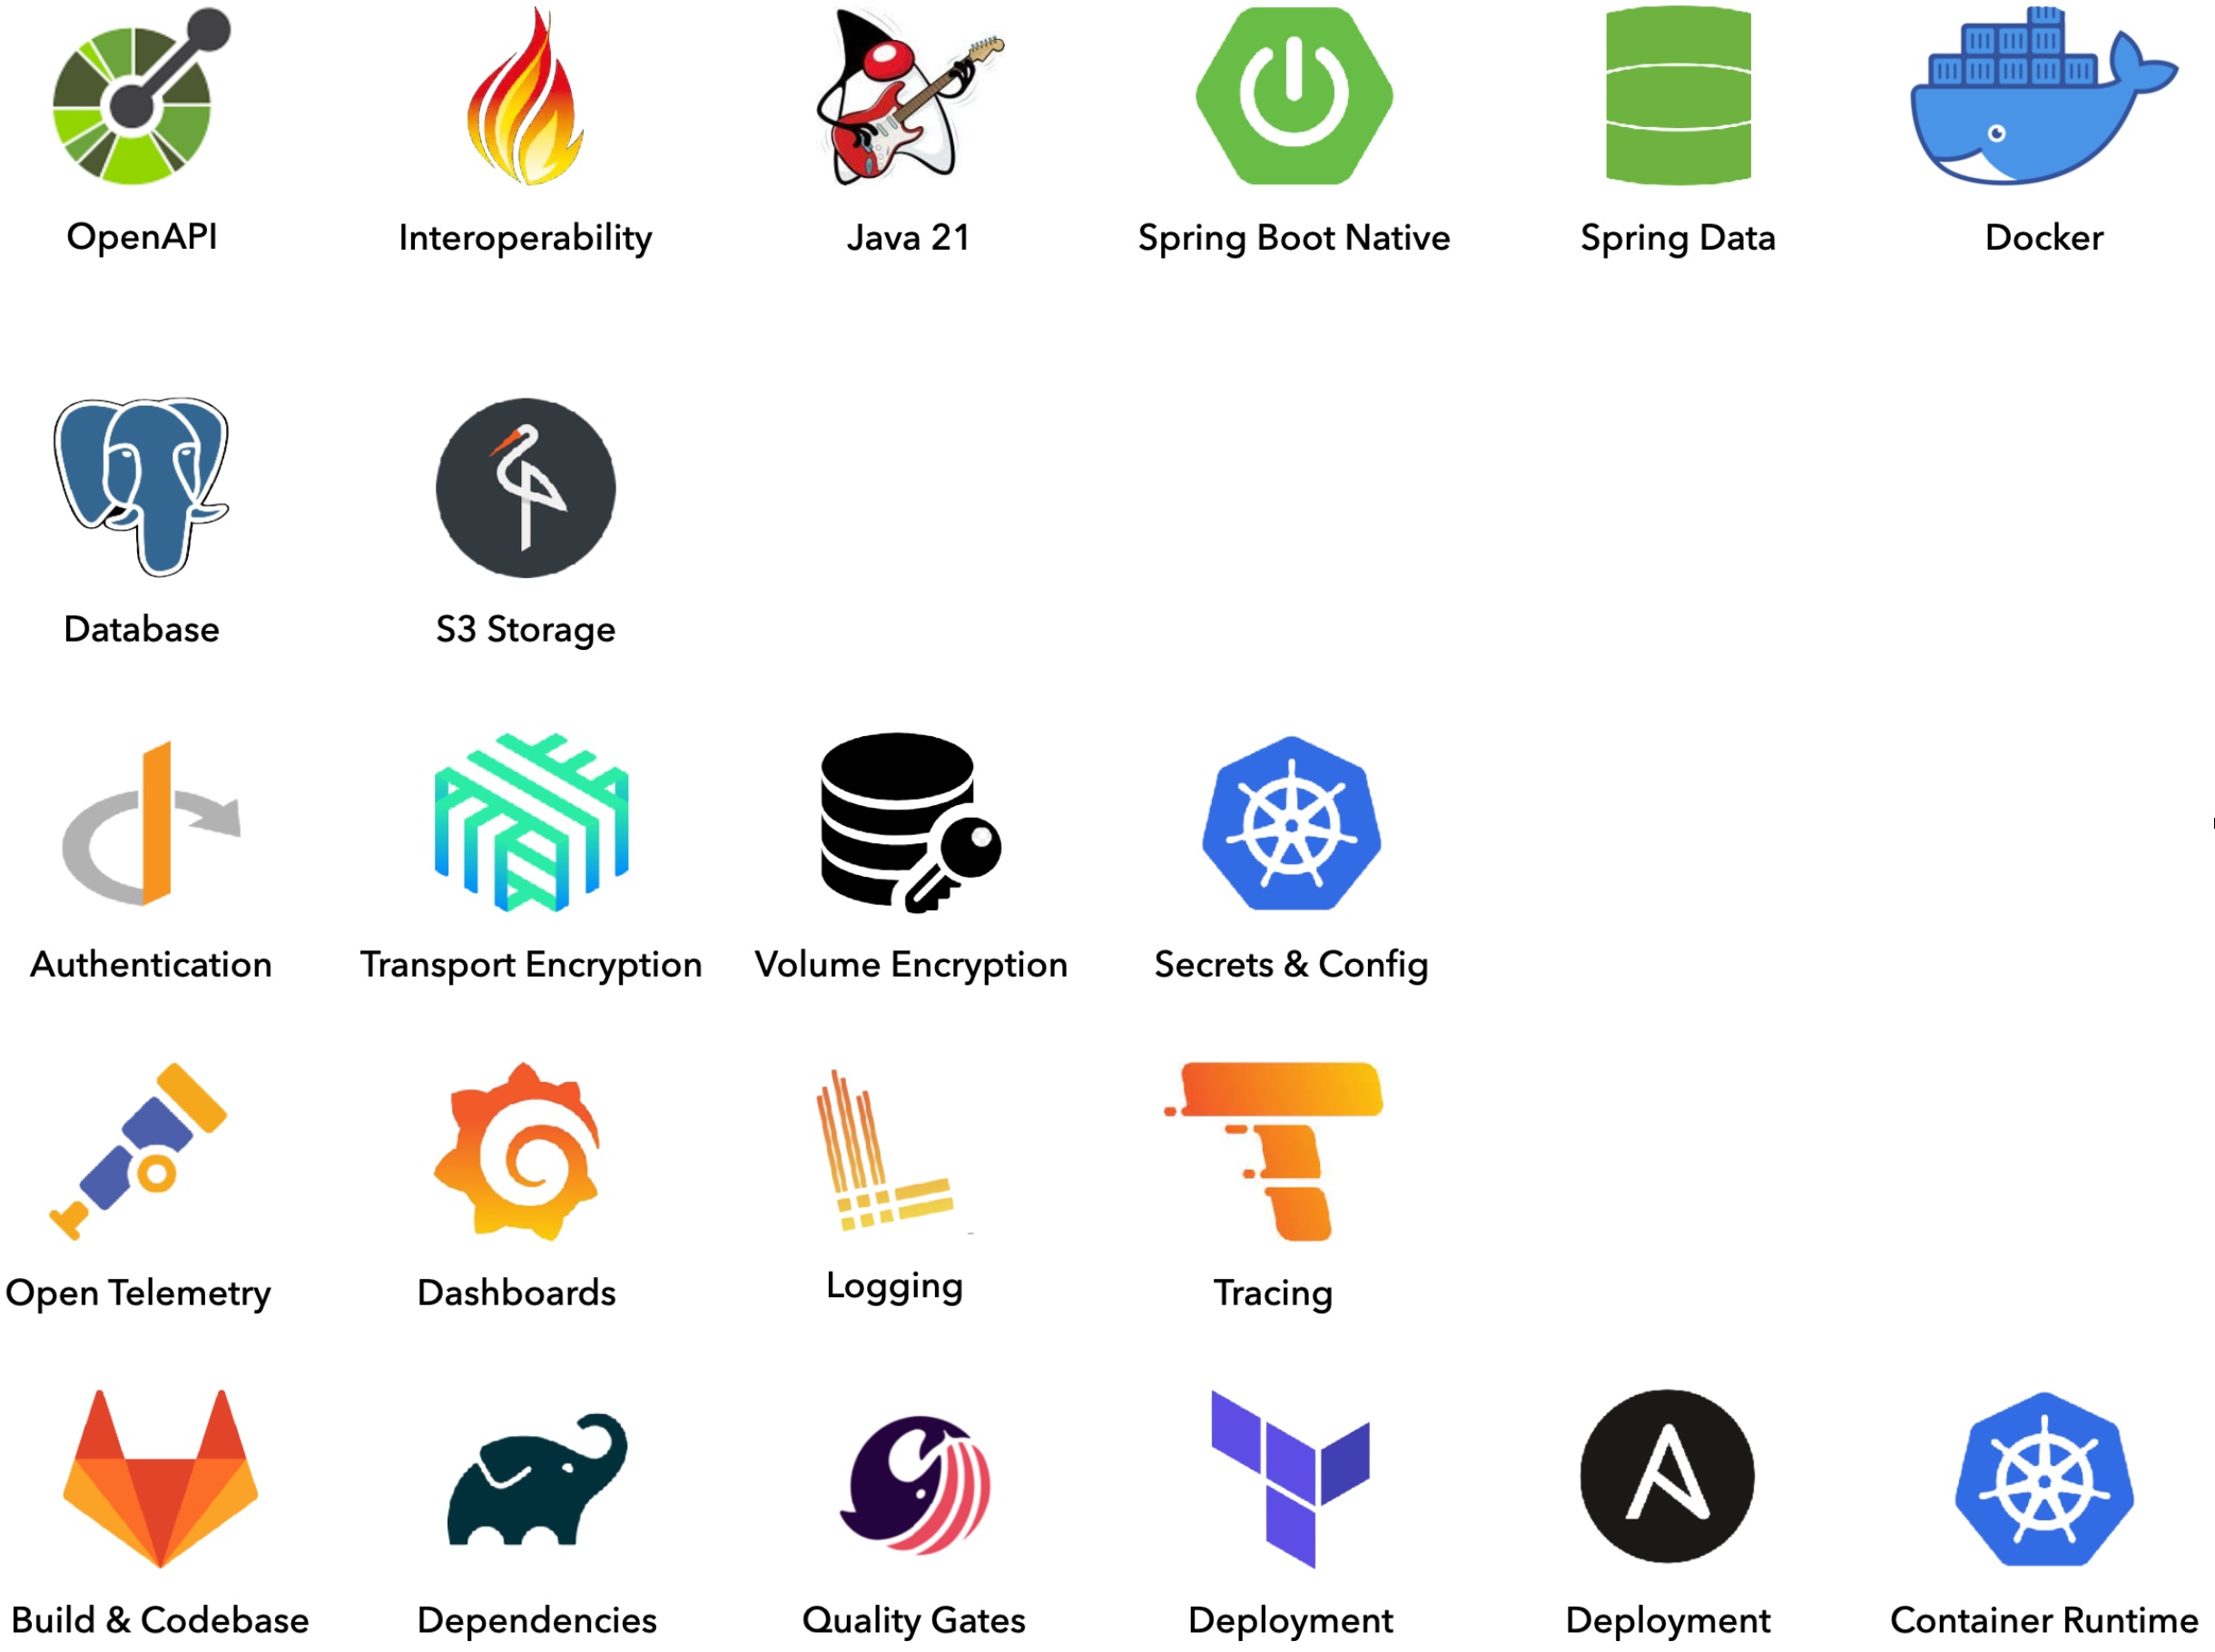 OpenAPI
Interoperability
Java 21
Spring Boot Native
Spring Data
Docker
Database
S3 Storage
Authentication
Transport Encryption
Volume Encryption
Secrets & Config
Open Telemetry
Dashboards
Logging
Tracing
Build & Codebase
Dependencies
Quality Gates
Deployment
Deployment
Container Runtime